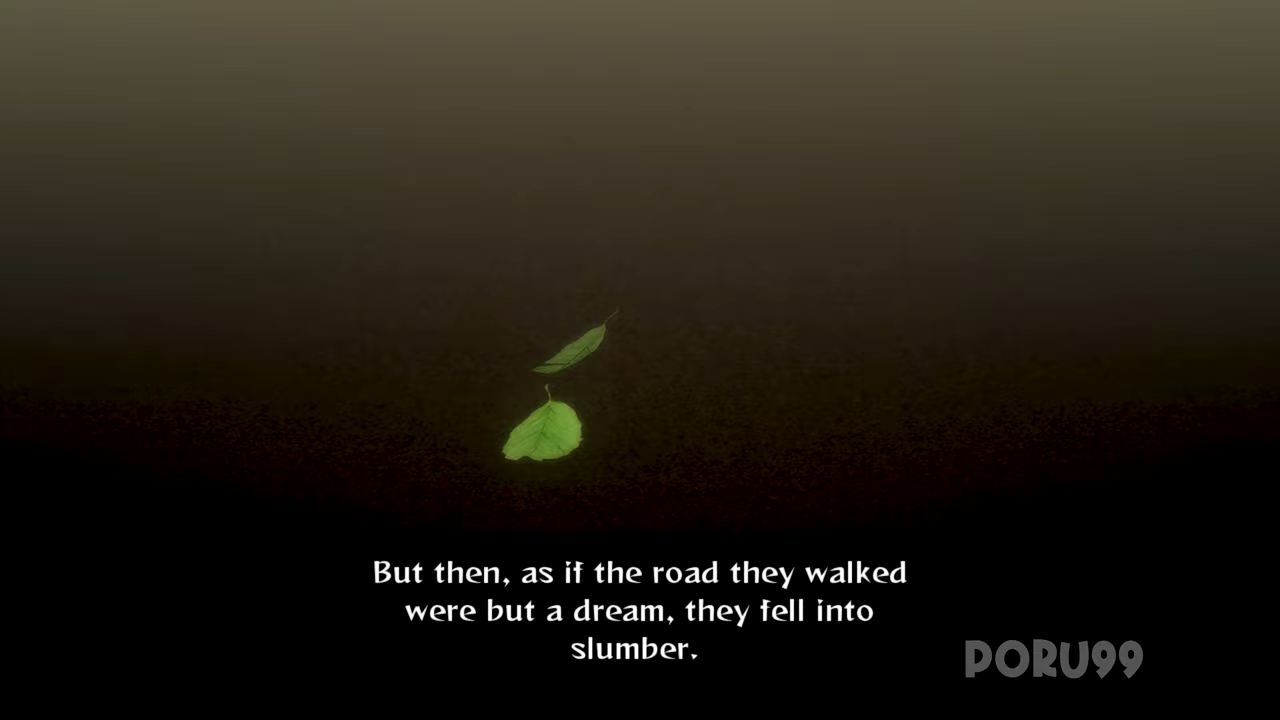 But then, as if the road they walked
were but a dream, they fell into
slumber.
PORU99